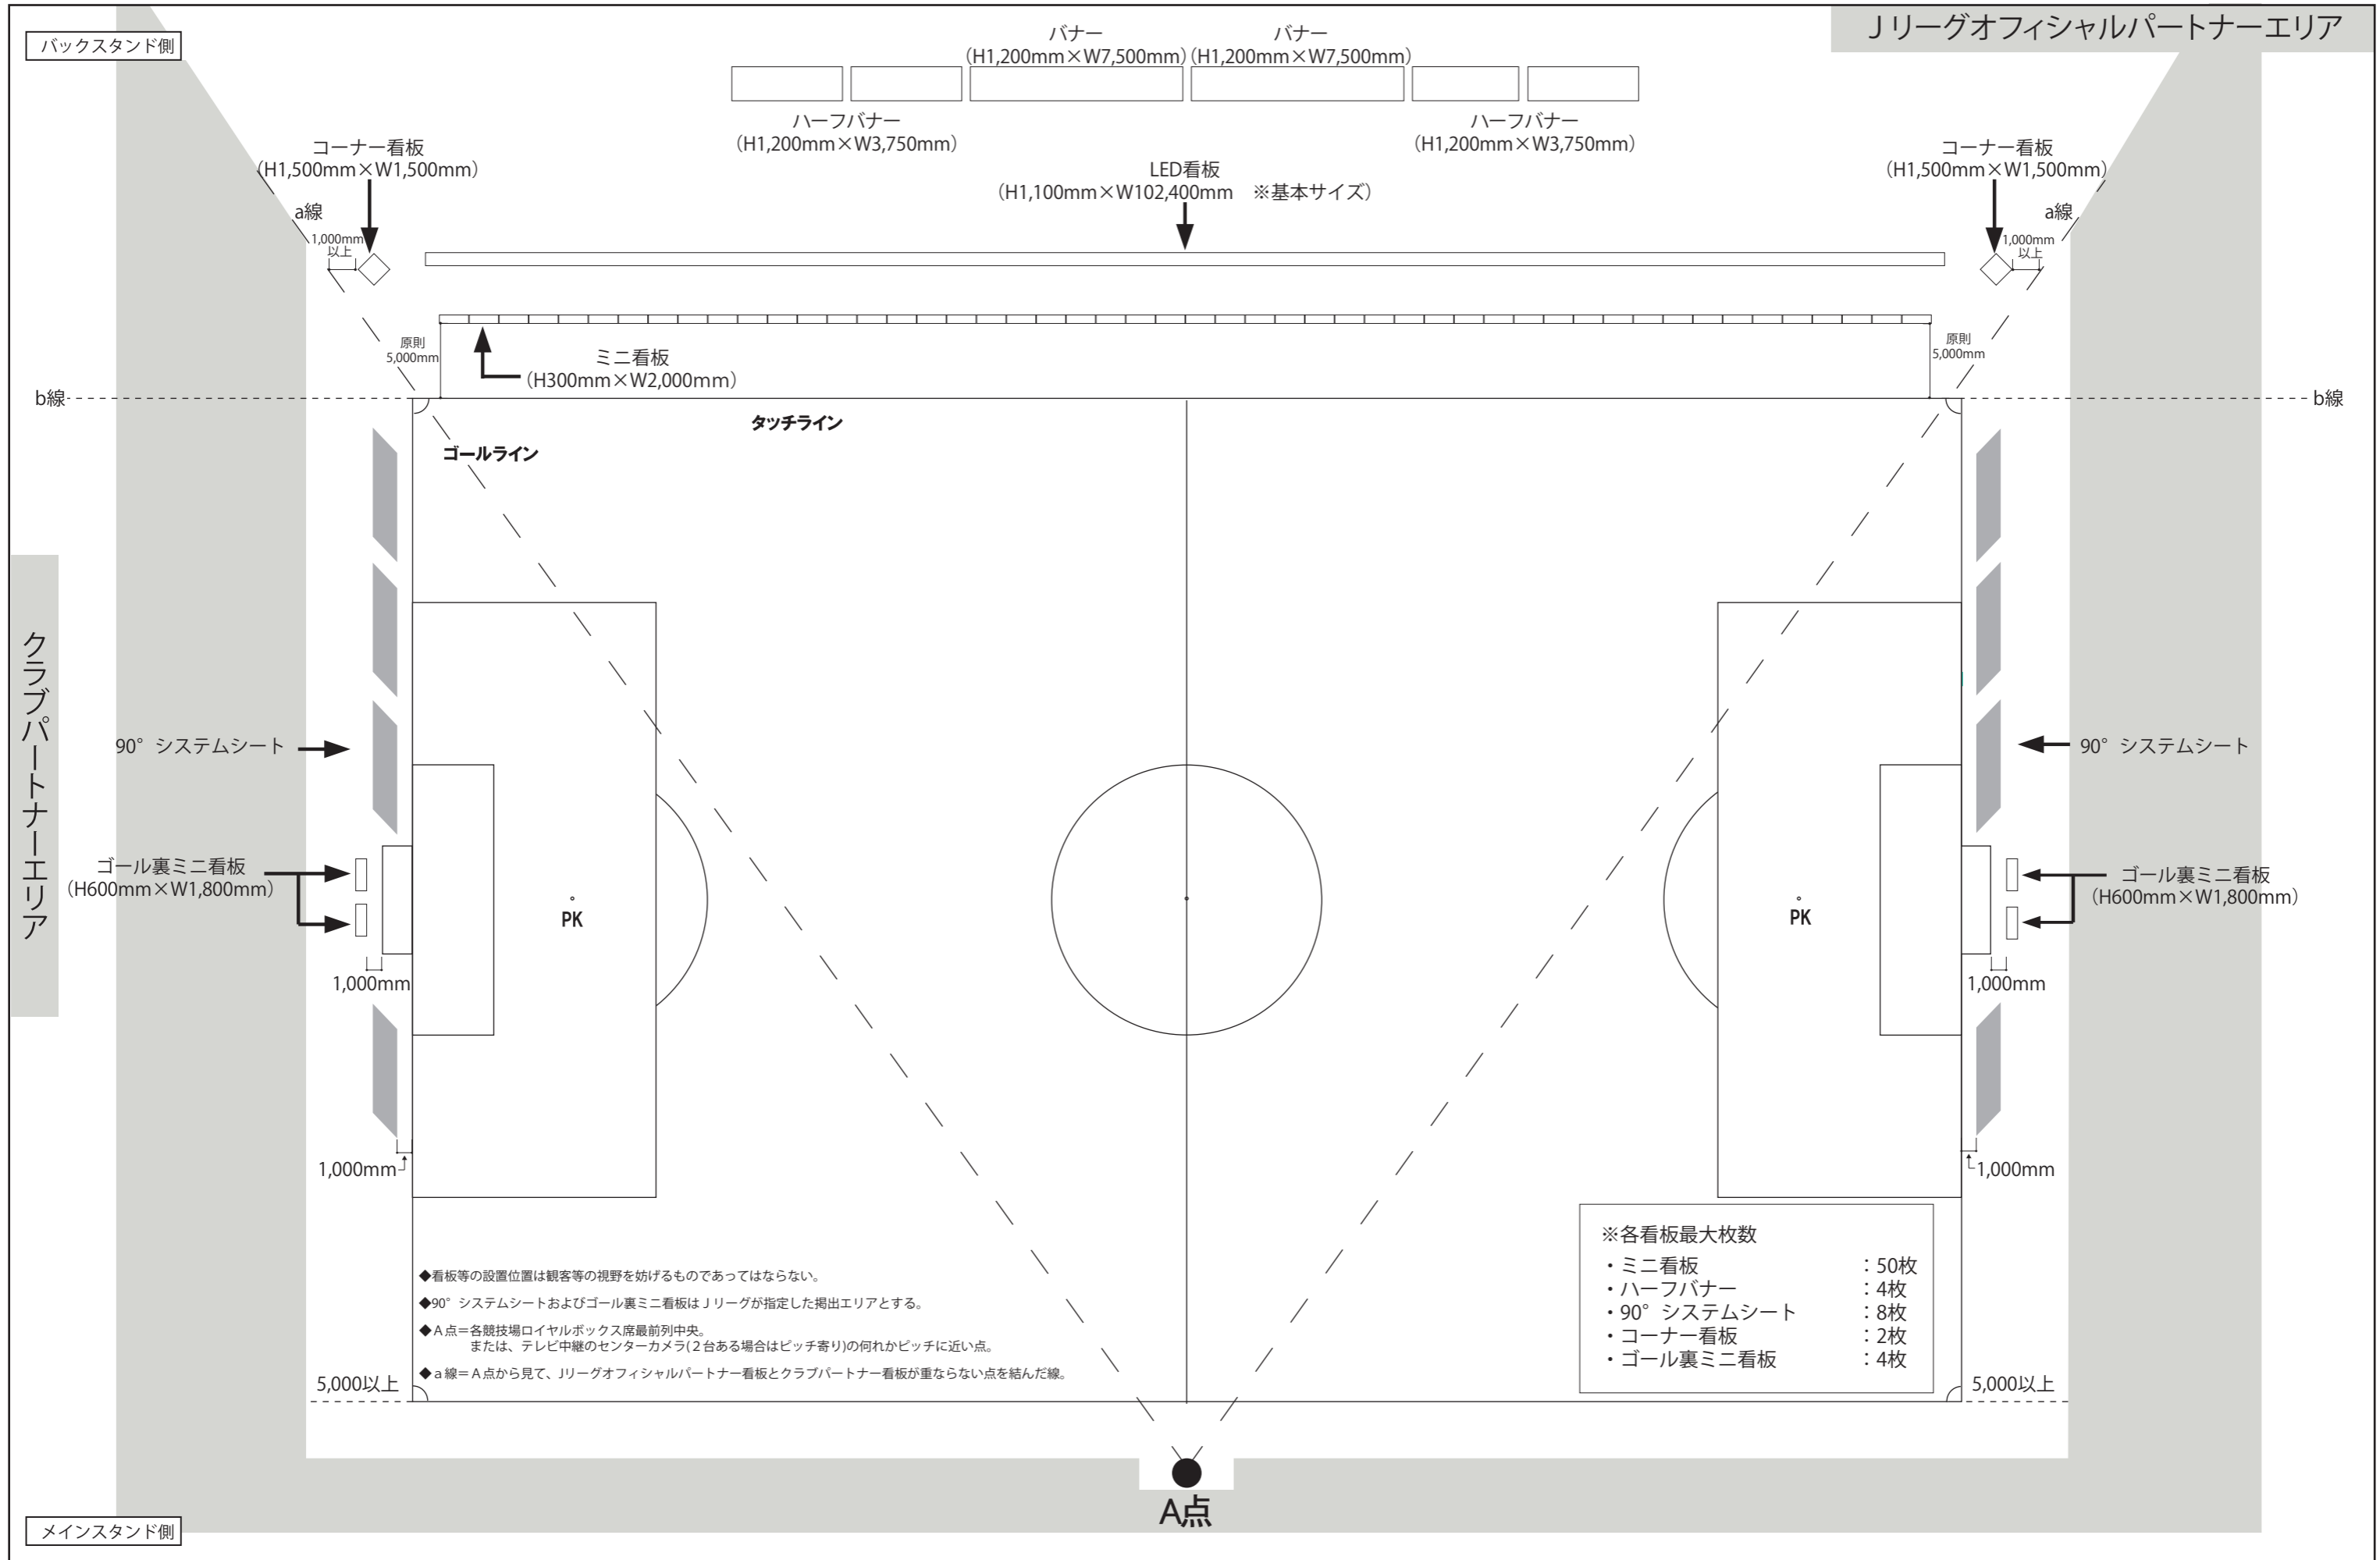 Jリーグオフィシャルパートナーエリア
バックスタンド側
バナー
(H1,200mm×W7,500mm)
バナー
(H1,200mm×W7,500mm)
ハーフバナー
(H1,200mm×W3,750mm)
ハーフバナー
(H1,200mm×W3,750mm)
コーナー看板
(H1,500mm×W1,500mm)
コーナー看板
(H1,500mm×W1,500mm)
LED看板
(H1,100mm×W102,400mm ※基本サイズ)
a線
a線
1,000mm
以上
1,000mm
以上
原則
5,000mm
原則
5,000mm
ミニ看板
(H300mm×W2,000mm)
b線
b線
タッチライン
ゴールライン
クラブパートナーエリア
90°システムシート
90°システムシート
ゴール裏ミニ看板
(H600mm×W1,800mm)
ゴール裏ミニ看板
(H600mm×W1,800mm)
PK
PK
1,000mm
1,000mm
1,000mm
1,000mm
※各看板最大枚数
・ミニ看板 :50枚
・ハーフバナー :4枚
・90°システムシート :8枚
・コーナー看板 :2枚
・ゴール裏ミニ看板 :4枚
◆看板等の設置位置は観客等の視野を妨げるものであってはならない。
◆90°システムシートおよびゴール裏ミニ看板はJリーグが指定した掲出エリアとする。
◆A点=各競技場ロイヤルボックス席最前列中央。
または、テレビ中継のセンターカメラ(2台ある場合はピッチ寄り)の何れかピッチに近い点。
◆a線=A点から見て、Jリーグオフィシャルパートナー看板とクラブパートナー看板が重ならない点を結んだ線。
5,000以上
5,000以上
A点
メインスタンド側